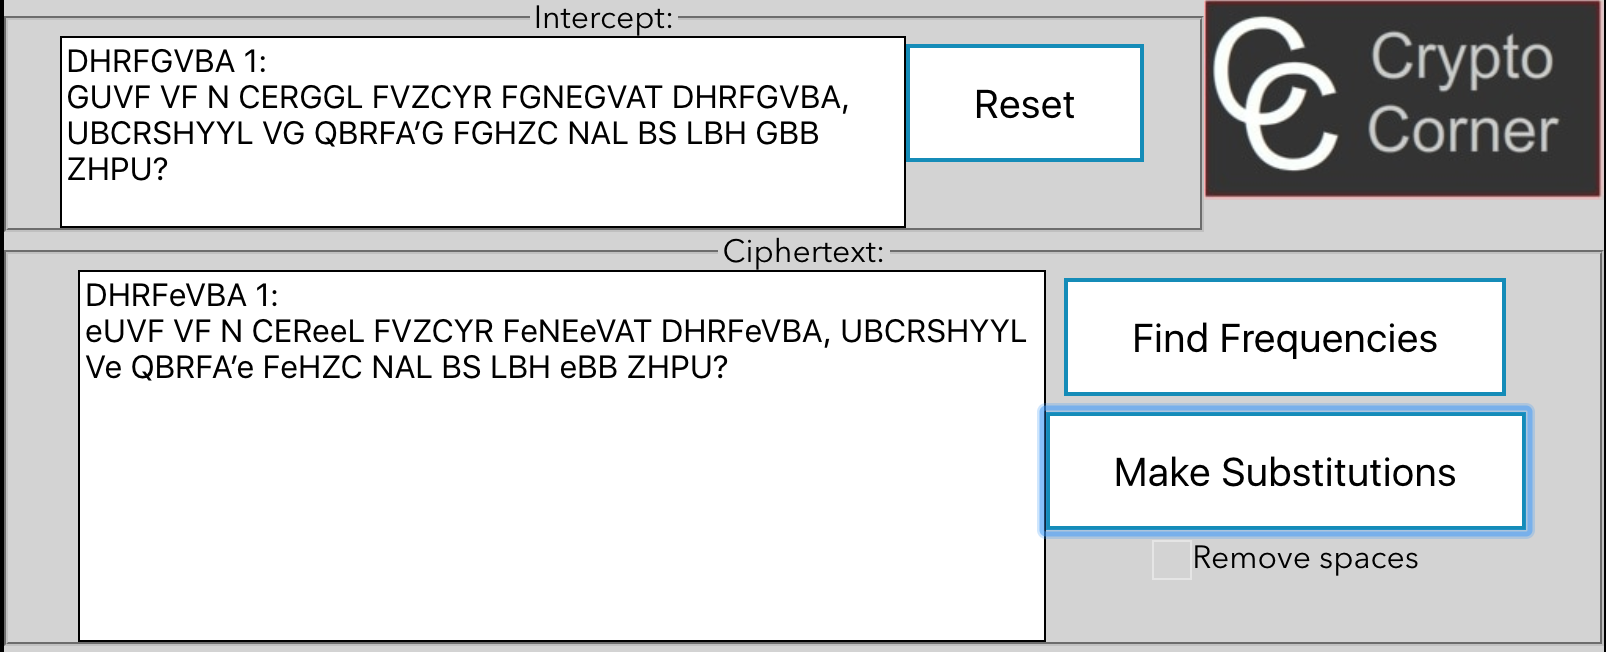 Intercept:
DHRFGVBA 1:
GUVF VF N CERGGL FVZCYR FGNEGVAT DHRFGVBA,
UBCRSHYYL VG QBRFA’G FGHZC NAL BS LBH GBB
ZHPU?
Reset
CC
Crypto
Corner
Ciphertext:
DHRFeVBA 1:
eUVF VF N CEReeL FVZCYR FeNEeVAT DHRFeVBA, UBCRSHYYL
Ve QBRFA’e FeHZC NAL BS LBH eBB ZHPU?
Find Frequencies
Make Substitutions
Remove spaces